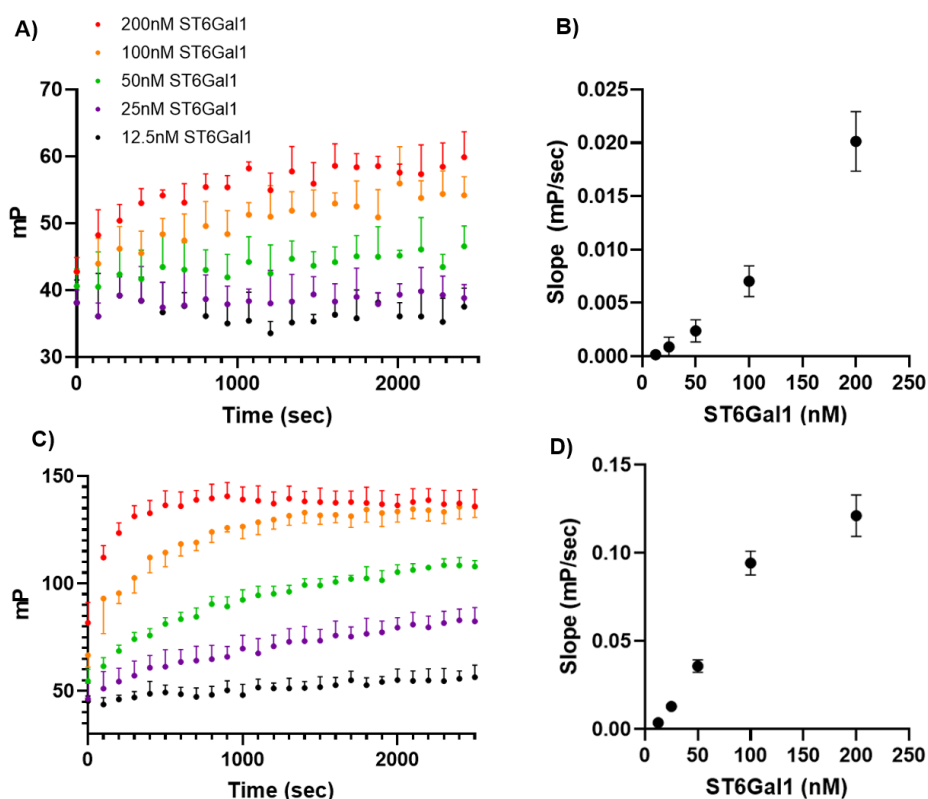 A)
200nM ST6Gal1
100nM ST6Gal1
50nM ST6Gal1
25nM ST6Gal1
12.5nM ST6Gal1
70
60
50
40
30
mP
0
1000
2000
Time (sec)
B)
0.025
0.020
0.015
0.010
0.005
0.000
Slope (mP/sec)
0 50 100 150 200 250
ST6Gal1 (nM)
C)
150
100
50
mP
0
1000
2000
Time (sec)
D)
0.15
0.10
0.05
0.00
Slope (mP/sec)
0 50 100 150 200 250
ST6Gal1 (nM)